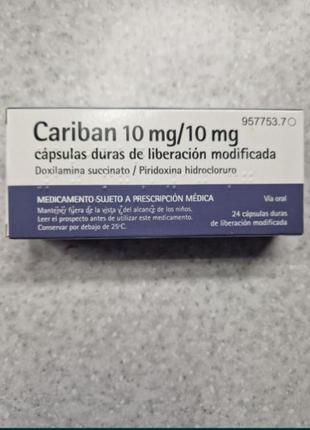 957753.7
Cariban 10 mg/10 mg
cápsulas duras de liberación modificada
Doxilamina succinato / Piridoxina hidrocloruro
MEDICAMENTO SUJETO A PRESCRIPCIÓN MÉDICA
Mantener fuera de la vista y del alcance de los niños.
Leer el prospecto antes de utilizar este medicamento.
Conservar por debajo de 25ºC.
Vía oral
24 cápsulas duras
de liberación modificada